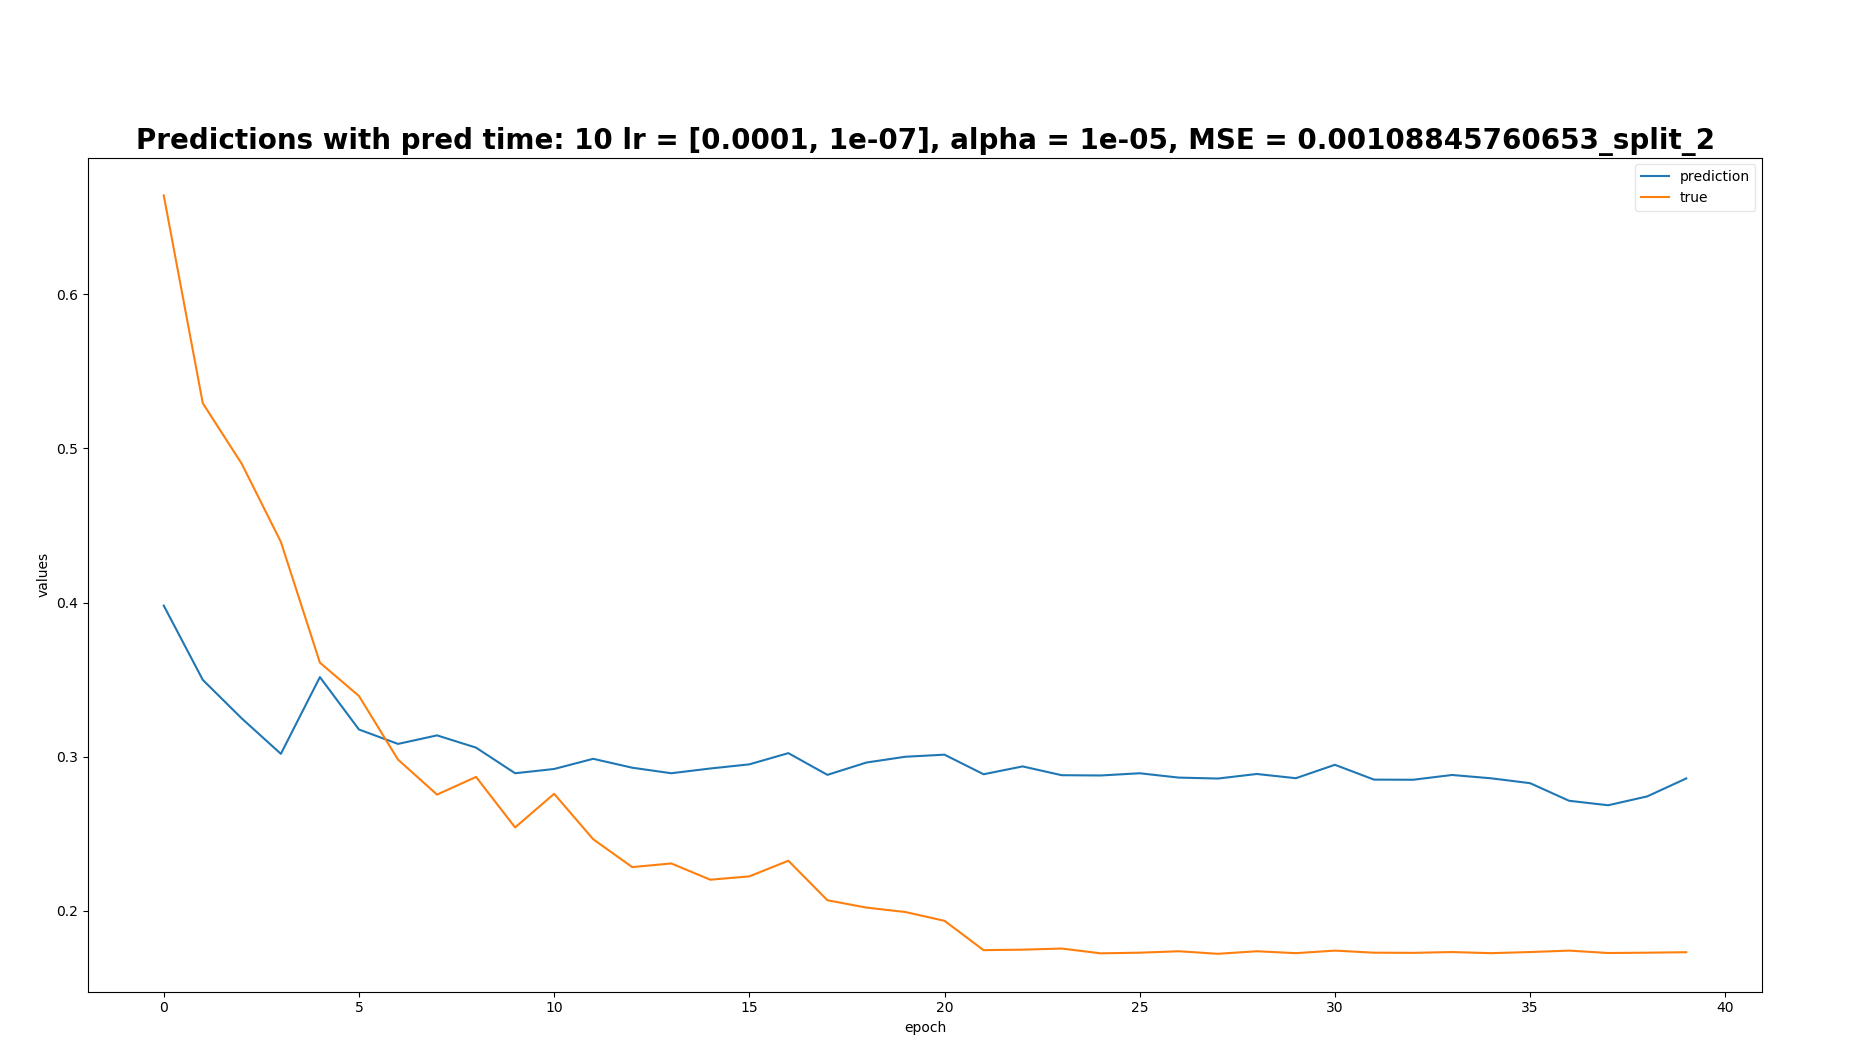 Predictions with pred time: 10 lr = [0.0001, 1e-07], alpha = 1e-05, MSE = 0.00108845760653_split_2
prediction
true
0.6
0.5
0.4
0.3
0.2
values
0 5 10 15 20 25 30 35 40
epoch